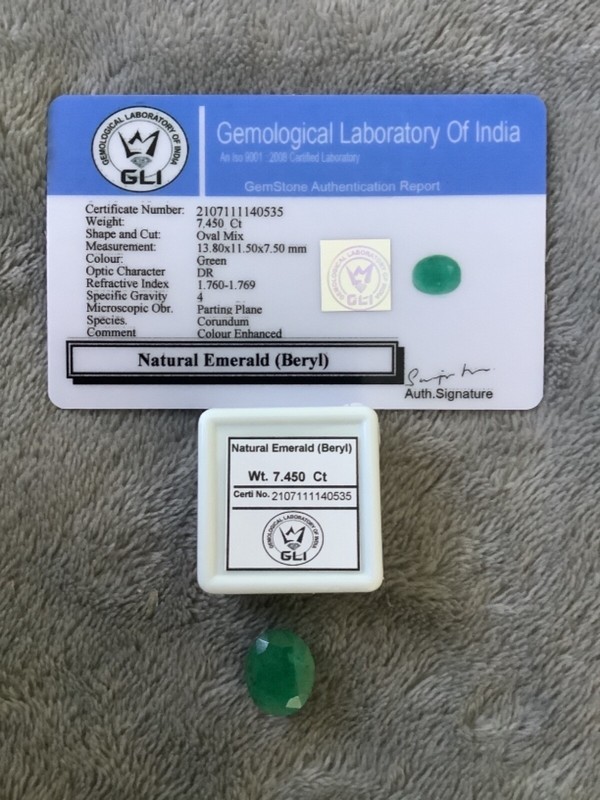 GEMOLOGICAL LABORATORY OF INDIA
GLI
Gemological Laboratory Of India
An Iso 9001 2008 Certified Laboratory
GemStone Authentication Report
Certificate Number: 2107111140535
Weight: 7.450 Ct
Shape and Cut: Oval Mix
Measurement: 13.80x11.50x7.50 mm
Colour: Green
Optic Character DR
Refractive Index 1.760-1.769
Specific Gravity 4
Microscopic Obr. Parting Plane
Species. Corundum
Comment Colour Enhanced
GLI
Natural Emerald (Beryl)
Auth.Signature
Natural Emerald (Beryl)
Wt. 7.450 Ct
Certi No. 2107111140535
GEMOLOGICAL LABORATORY OF INDIA
GLI